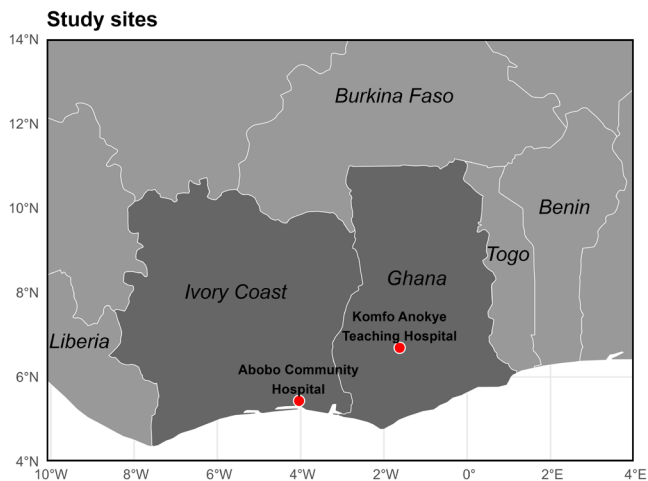 Study sites
14°N
12°N
10°N
8°N
6°N
4°N
Burkina Faso
Benin
Togo
Ghana
Ivory Coast
Liberia
Komfo Anokye
Teaching Hospital
Abobo Community
Hospital
10°W
8°W
6°W
4°W
2°W
0°
2°E
4°E